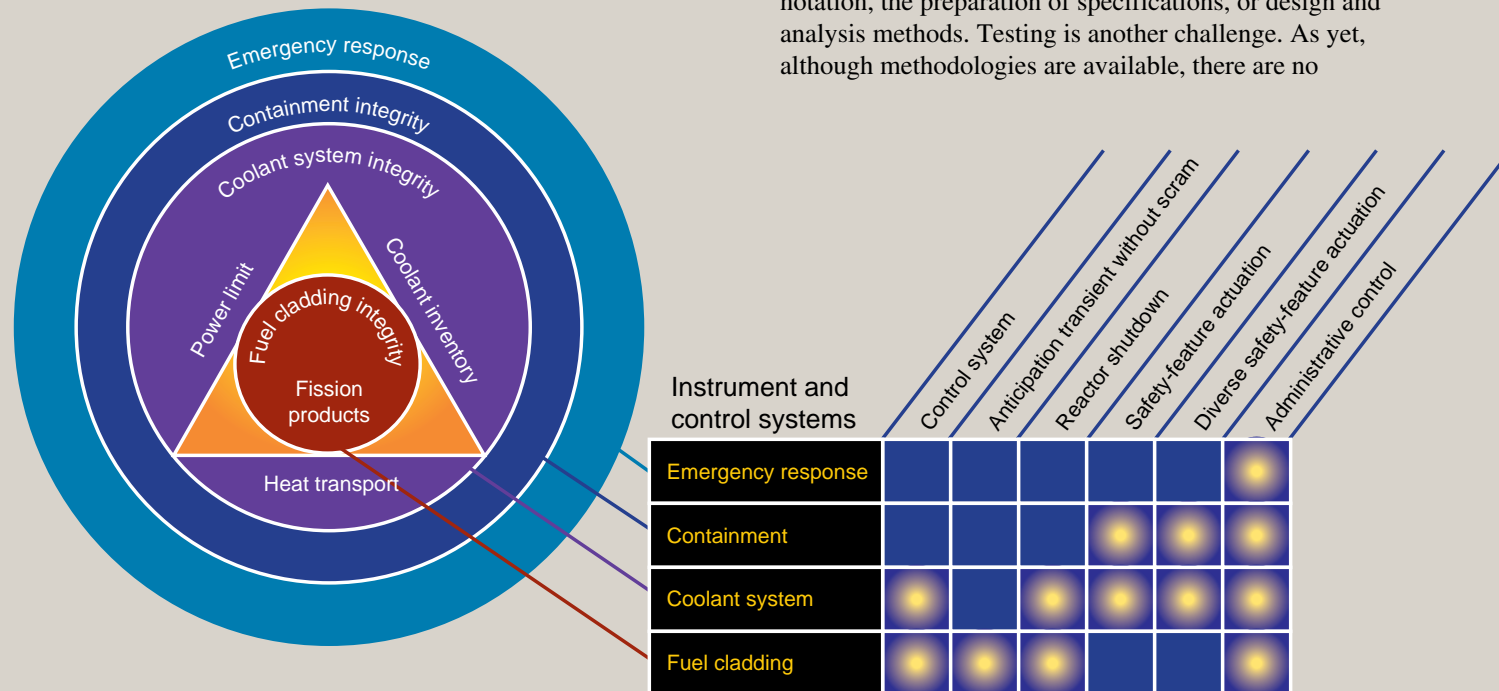 notation, the preparation of specifications, or design and
analysis methods. Testing is another challenge. As yet,
although methodologies are available, there are no
Emergency response
Containment integrity
Coolant system integrity
Power limit
Coolant inventory
Fuel cladding integrity
Fission
products
Heat transport
Instrument and
control systems
Control system
Anticipation transient without scram
Reactor shutdown
Safety-feature actuation
Diverse safety-feature actuation
Administrative control
Emergency response
Containment
Coolant system
Fuel cladding